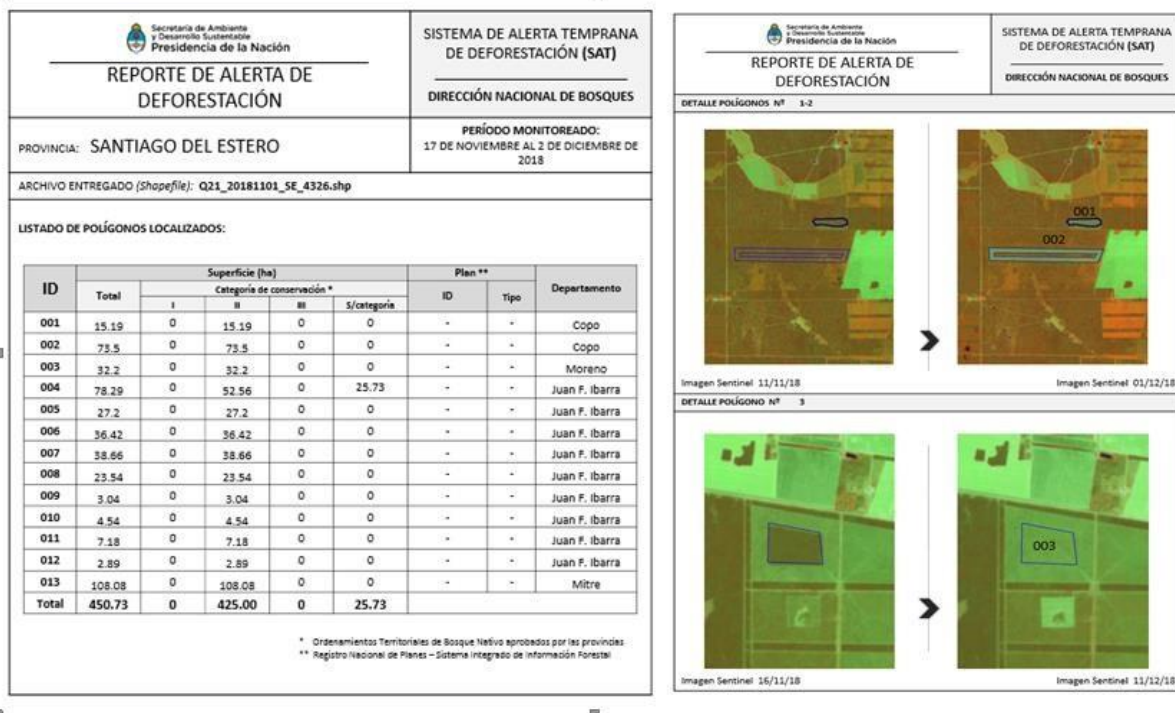 Secretaría de Ambiente
y Desarrollo Sustentable
Presidencia de la Nación
REPORTE DE ALERTA DE
DEFORESTACIÓN
SISTEMA DE ALERTA TEMPRANA
DE DEFORESTACIÓN (SAT)
DIRECCIÓN NACIONAL DE BOSQUES
PROVINCIA: SANTIAGO DEL ESTERO
PERÍODO MONITOREADO:
17 DE NOVIEMBRE AL 2 DE DICIEMBRE DE
2018
ARCHIVO ENTREGADO (Shapefile): Q21_20181101_SE_4326.shp
LISTADO DE POLÍGONOS LOCALIZADOS:
ID Superficie (ha) Plan ** Departamento
Total Categoría de conservación * ID Tipo
I II III S/categoría
001 15.19 0 15.19 0 0 - - Copo
002 73.5 0 73.5 0 0 - - Copo
003 32.2 0 32.2 0 0 - - Moreno
004 78.29 0 52.56 0 25.73 - - Juan F. Ibarra
005 27.2 0 27.2 0 0 - - Juan F. Ibarra
006 36.42 0 36.42 0 0 - - Juan F. Ibarra
007 38.66 0 38.66 0 0 - - Juan F. Ibarra
008 23.54 0 23.54 0 0 - - Juan F. Ibarra
009 3.04 0 3.04 0 0 - - Juan F. Ibarra
010 4.54 0 4.54 0 0 - - Juan F. Ibarra
011 7.18 0 7.18 0 0 - - Juan F. Ibarra
012 2.89 0 2.89 0 0 - - Juan F. Ibarra
013 108.08 0 108.08 0 0 - - Mitre
Total 450.73 0 425.00 0 25.73
* Ordenamientos Territoriales de Bosque Nativo aprobados por las provincias
** Registro Nacional de Planes – Sistema Integrado de Información Forestal
Secretaría de Ambiente
y Desarrollo Sustentable
Presidencia de la Nación
REPORTE DE ALERTA DE
DEFORESTACIÓN
SISTEMA DE ALERTA TEMPRANA
DE DEFORESTACIÓN (SAT)
DIRECCIÓN NACIONAL DE BOSQUES
DETALLE POLÍGONOS Nº 1-2
001
002
Imagen Sentinel 11/11/18
Imagen Sentinel 01/12/18
DETALLE POLÍGONO Nº 3
003
Imagen Sentinel 16/11/18
Imagen Sentinel 11/12/18